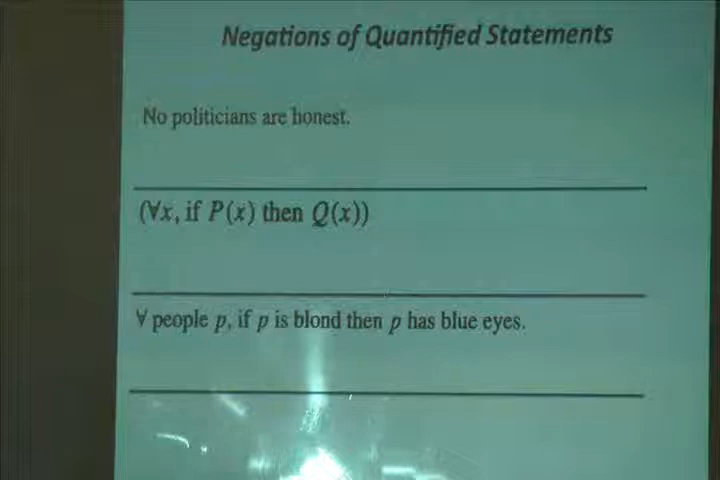 Negations of Quantified Statements
No politicians are honest.
(∀x, if P(x) then Q(x))
∀ people p, if p is blond then p has blue eyes.